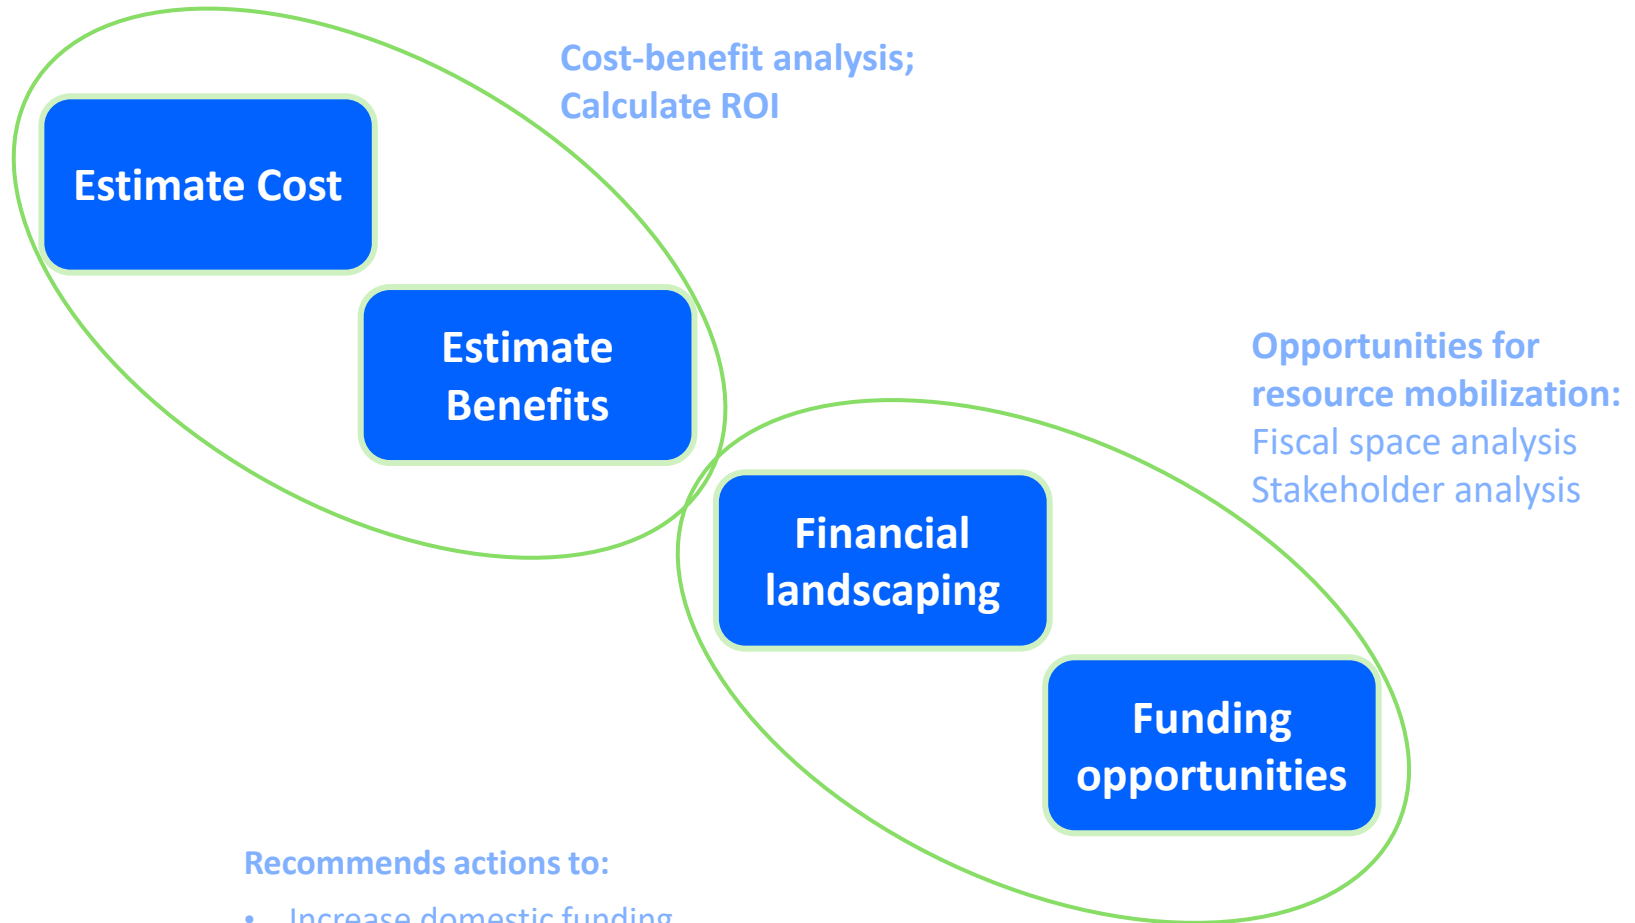 Cost-benefit analysis;
Calculate ROI
Estimate Cost
Estimate
Benefits
Opportunities for
resource mobilization:
Fiscal space analysis
Stakeholder analysis
Financial
landscaping
Funding
opportunities
Recommends actions to:
• Increase domestic funding